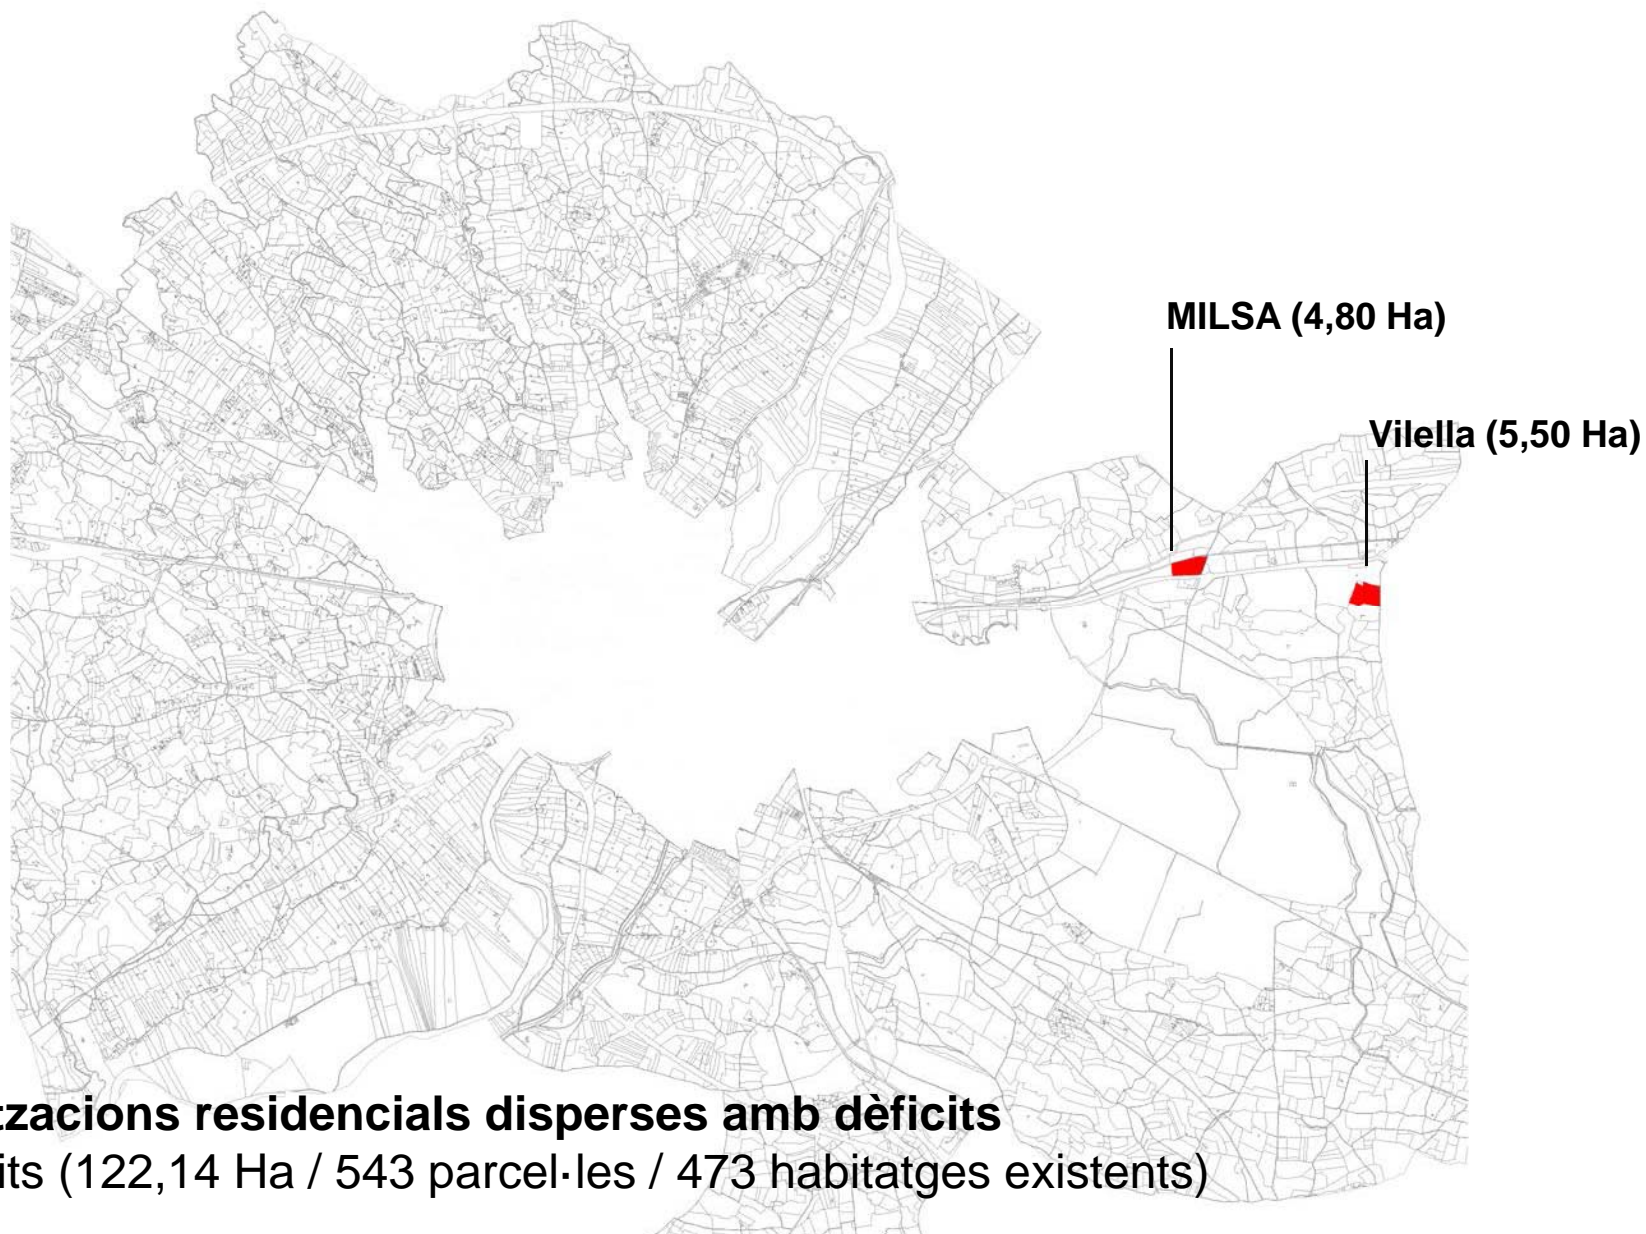 MILSA (4,80 Ha)
Vilella (5,50 Ha)
tzacions residencials disperses amb dèficits
its (122,14 Ha / 543 parcel·les / 473 habitatges existents)